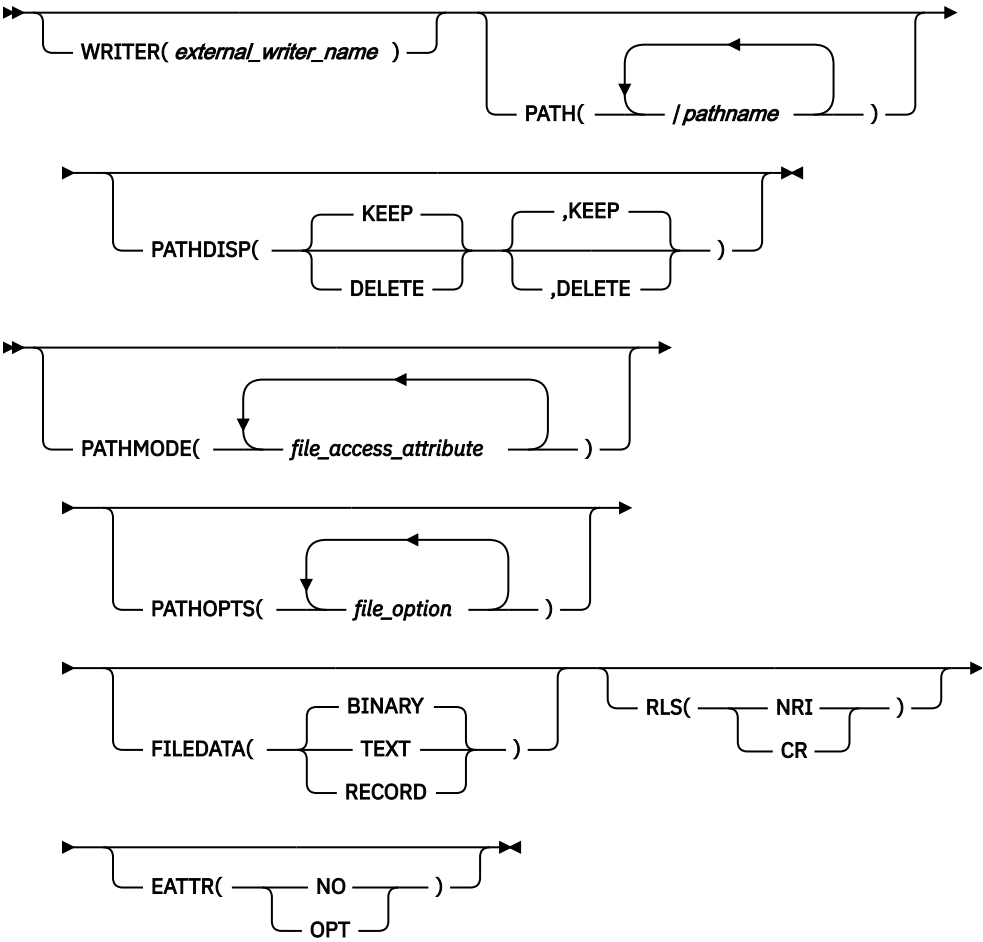 WRITER( external_writer_name )
PATH( /pathname )
KEEP ,KEEP
PATHDISP( )
DELETE ,DELETE
PATHMODE( file_access_attribute )
PATHOPTS( file_option )
BINARY RLS( NRI )
FILEDATA( TEXT ) CR
RECORD
EATTR( NO )
OPT